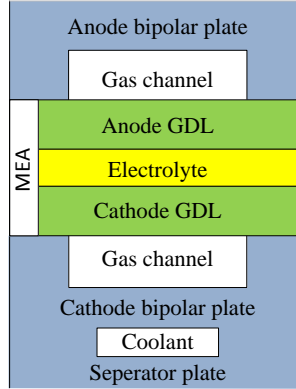 Anode bipolar plate
Gas channel
Anode GDL
MEA
Electrolyte
Cathode GDL
Gas channel
Cathode bipolar plate
Coolant
Seperator plate